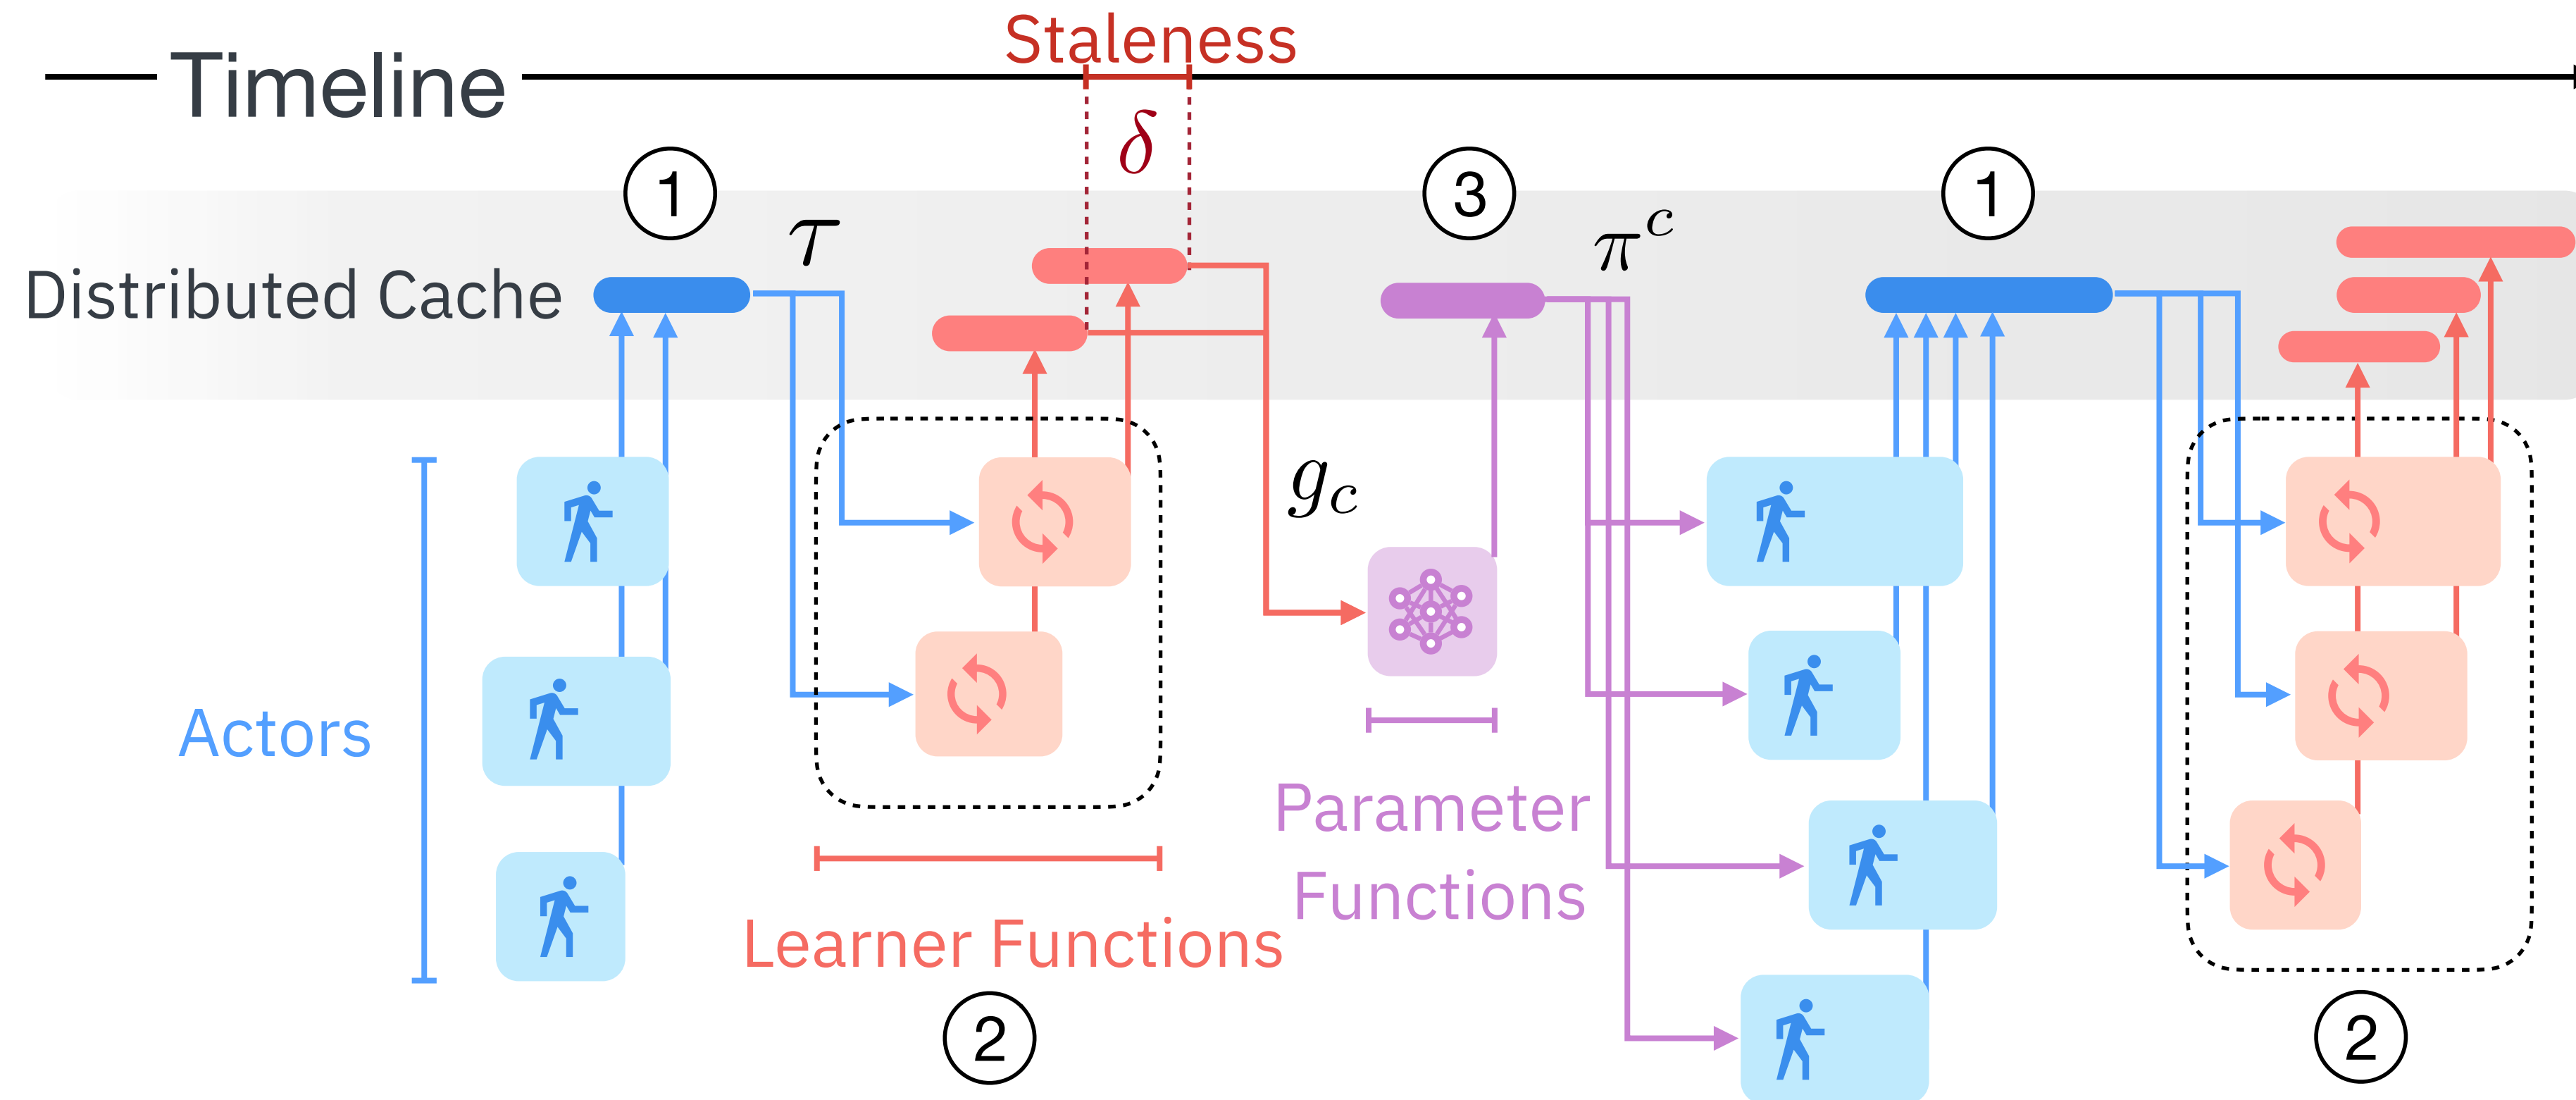 Staleness
Timeline
δ
1
3
1
τ
π^c
Distributed Cache
g_c
Actors
Parameter
Functions
Learner Functions
2
2